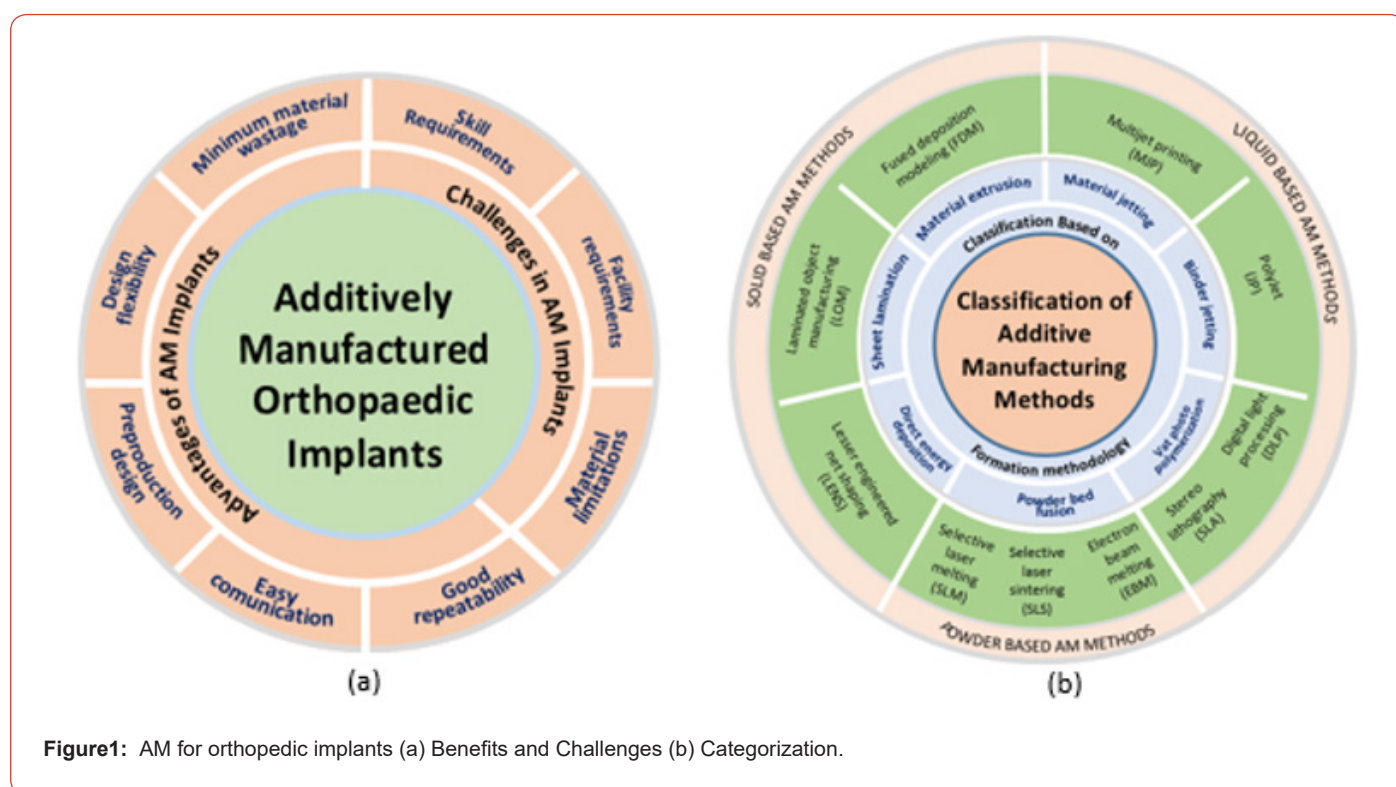 Additively
Manufactured
Orthopaedic
Implants
Advantages of AM Implants
Challenges in AM Implants
Minimum material
wastage
Skill
Requirements
Facility
requirements
Material
limitations
Good
repeatability
Easy
comunication
Preproduction
design
Design
flexibility
(a)
Classification of
Additive
Manufacturing
Methods
Classification Based on
Formation methodology
Material extrusion
Material jetting
Binder jetting
Vat photo
polymerization
Powder bed
fusion
Direct energy
deposition
Sheet lamination
Fused deposition
modeling (FDM)
Multijet printing
(MJP)
Polyjet
(JP)
Digital light
processing
(DLP)
Stereo
lithography
(SLA)
Electron
beam
melting
(EBM)
Selective
laser
sintering
(SLS)
Selective
laser
melting
(SLM)
Lesser engineered
net shaping
(LENS)
Laminated object
manufacturing
(LOM)
SOLID BASED AM METHODS
LIQUID BASED AM METHODS
POWDER BASED AM METHODS
(b)
Figure1: AM for orthopedic implants (a) Benefits and Challenges (b) Categorization.